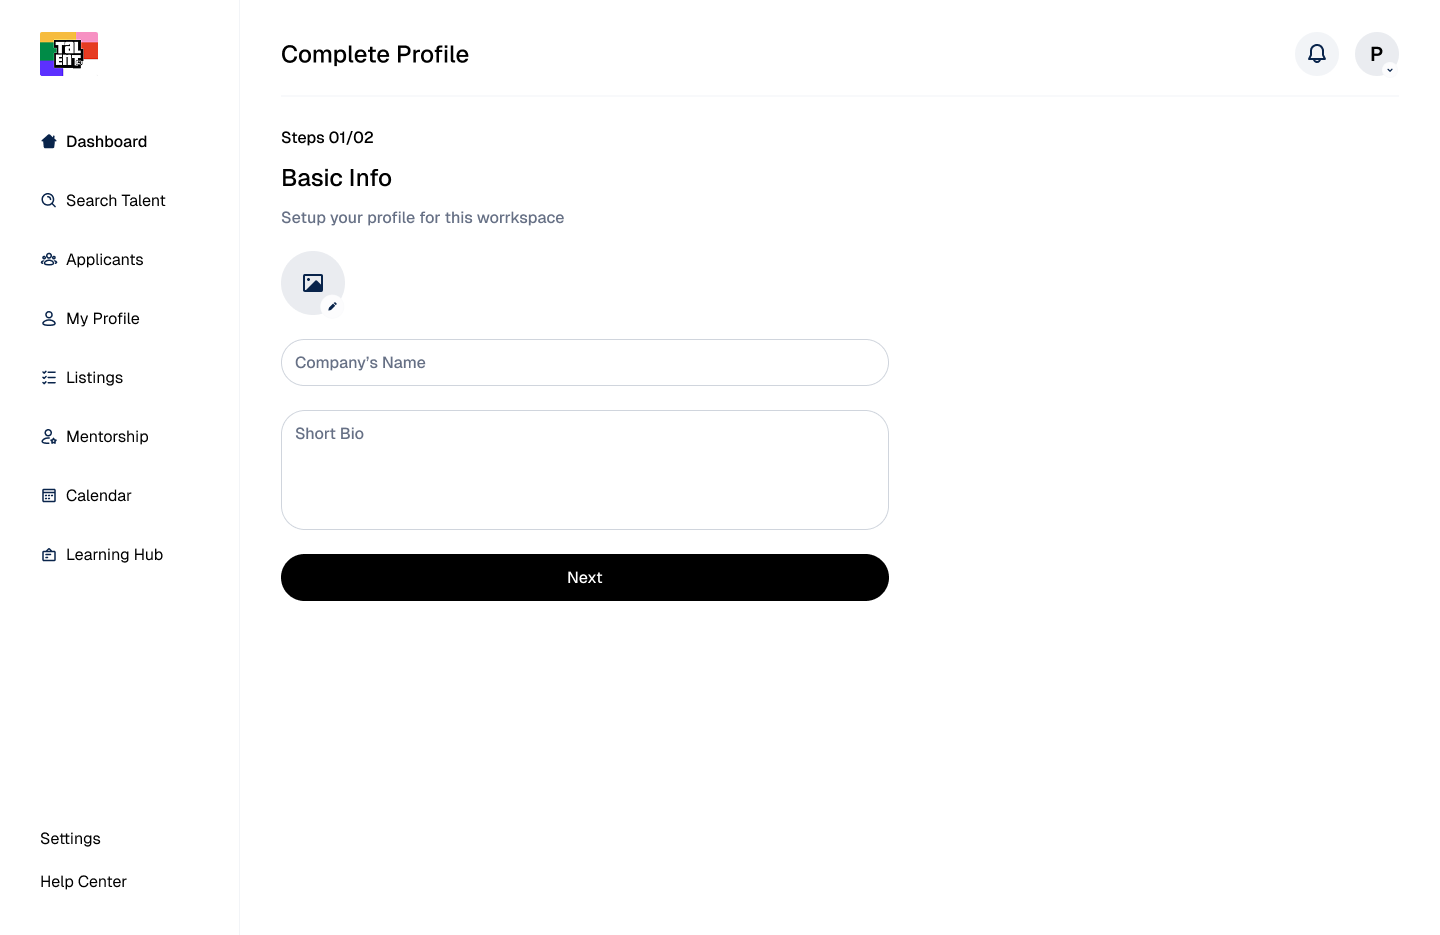 TaL
ENT
Dashboard
Search Talent
Applicants
My Profile
Listings
Mentorship
Calendar
Learning Hub
Settings
Help Center
Complete Profile
P
Steps 01/02
Basic Info
Setup your profile for this worrkspace
Company's Name
Short Bio
Next